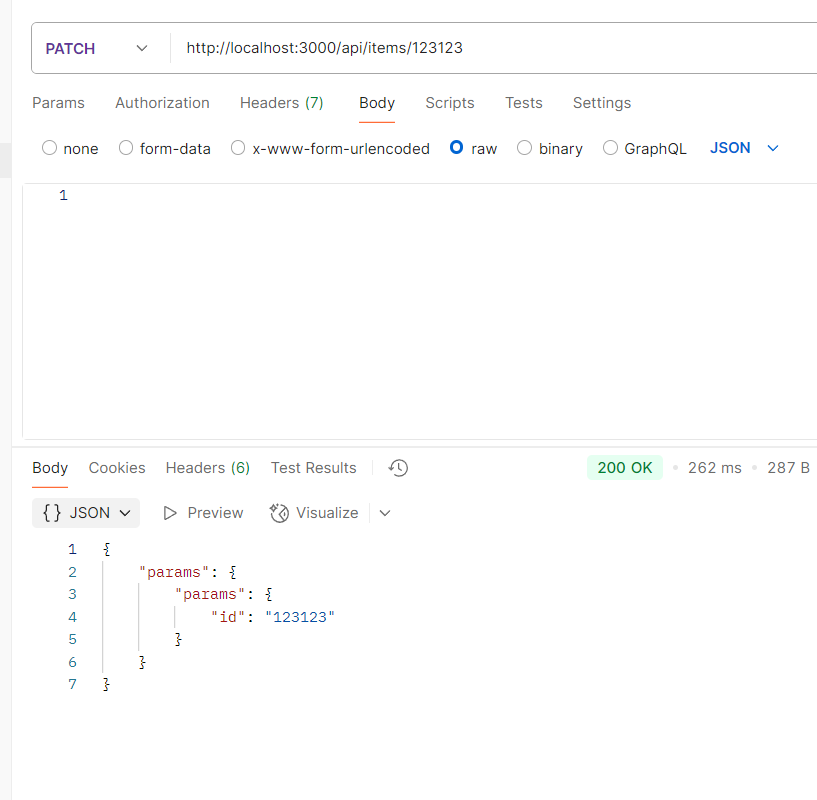 PATCH http://localhost:3000/api/items/123123
Params Authorization Headers (7) Body Scripts Tests Settings
none form-data x-www-form-urlencoded raw binary GraphQL JSON
1
Body Cookies Headers (6) Test Results 200 OK 262 ms 287 B
{} JSON Preview Visualize
1 {
2 "params": {
3 "params": {
4 "id": "123123"
5 }
6 }
7 }